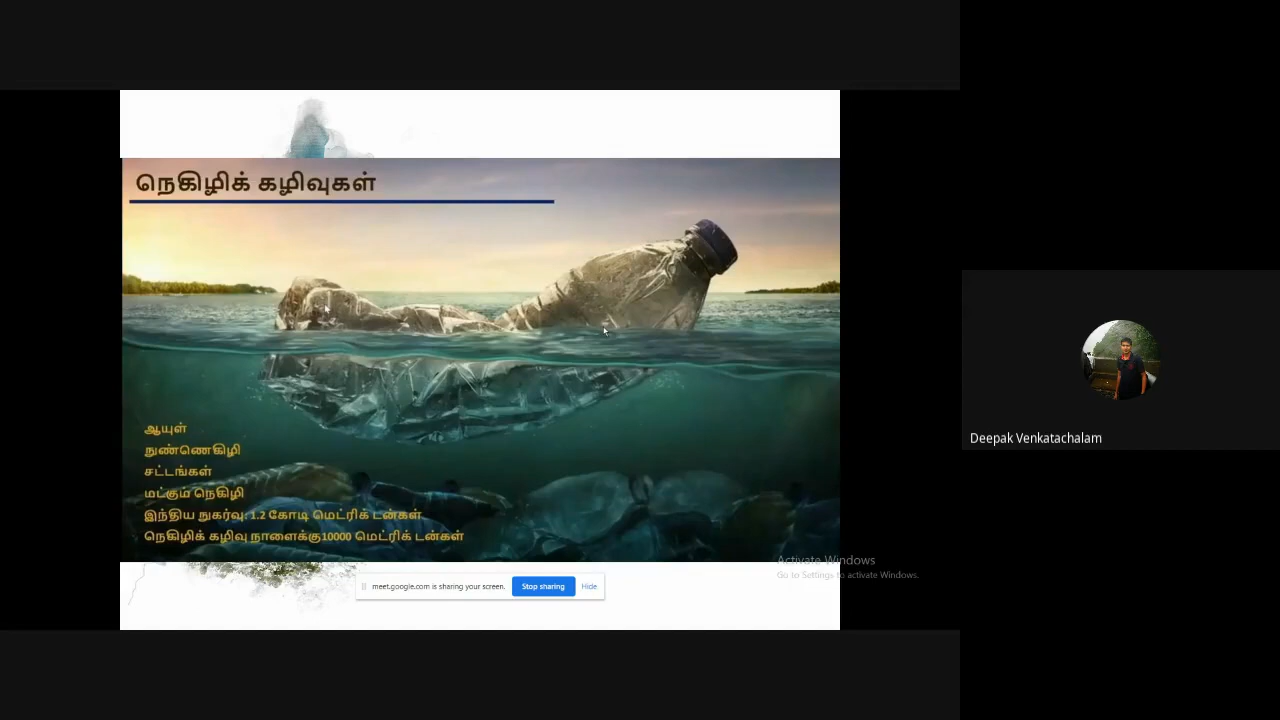 நெகிழிக் கழிவுகள்
ஆயுள்
நுண்ணெகிழி
சட்டங்கள்
மட்கும் நெகிழி
இந்திய நுகர்வு: 1.2 கோடி மெட்ரிக் டன்கள்
நெகிழிக் கழிவு நாளைக்கு10000 மெட்ரிக் டன்கள்
meet.google.com is sharing your screen. Stop sharing Hide
Activate Windows
Go to Settings to activate Windows.
Deepak Venkatachalam